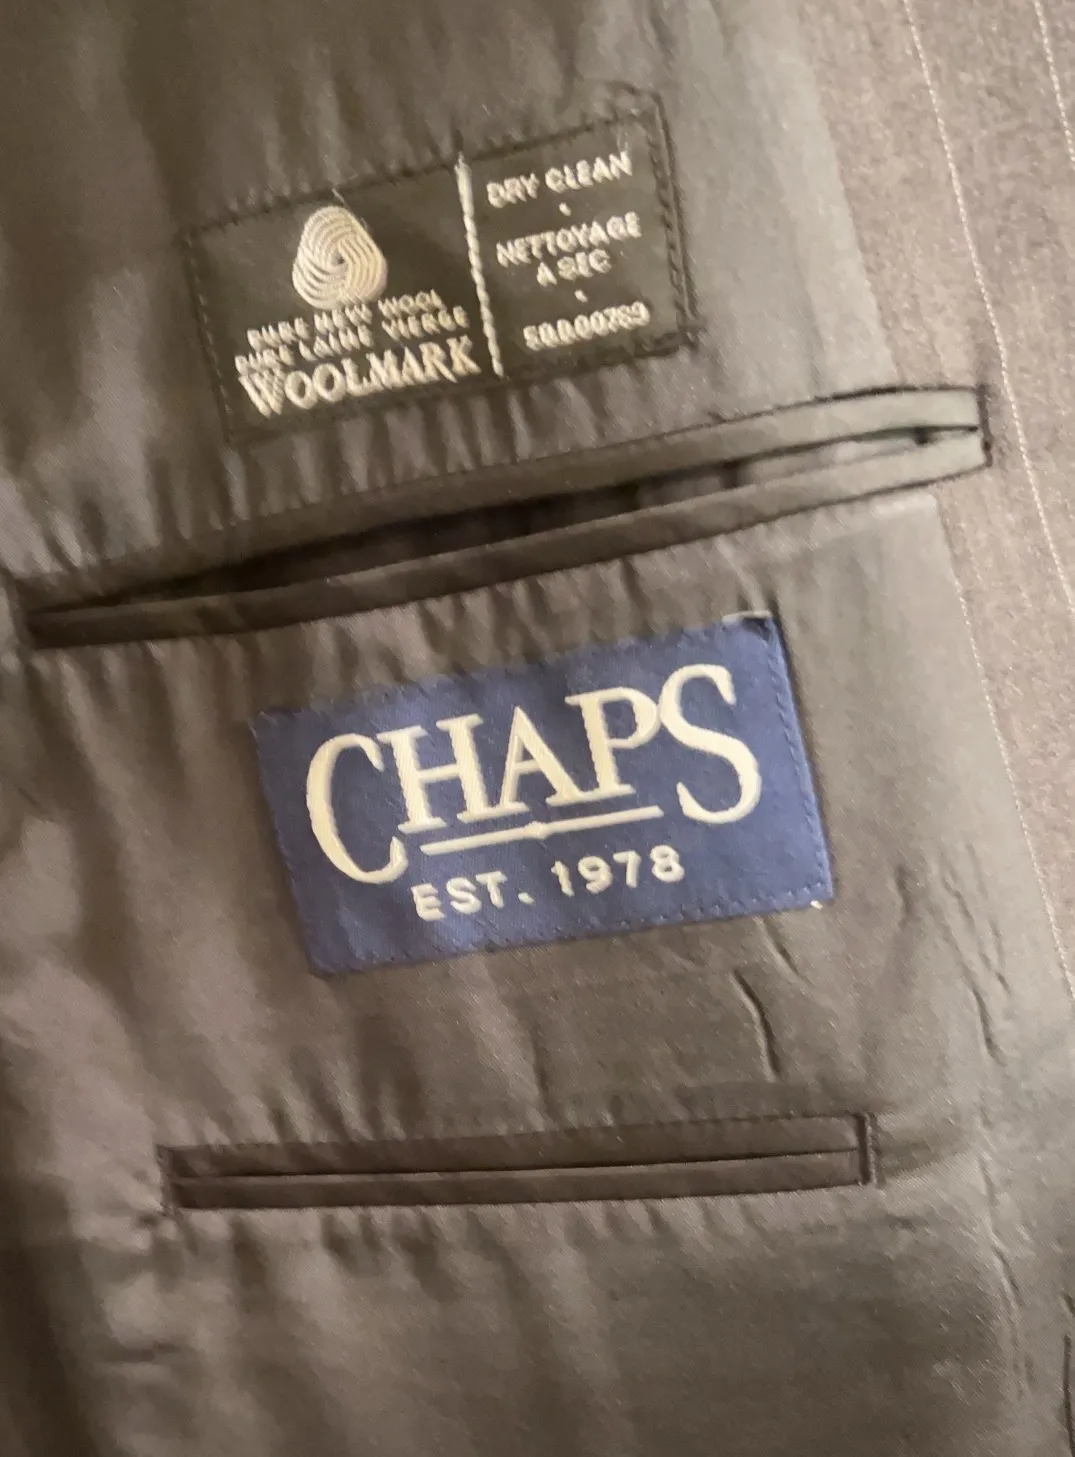 PURE NEW WOOL
PURE LAINE VIERGE
WOOLMARK
DRY CLEAN
•
NETTOYAGE
A SEC
•
CHAPS
EST. 1978